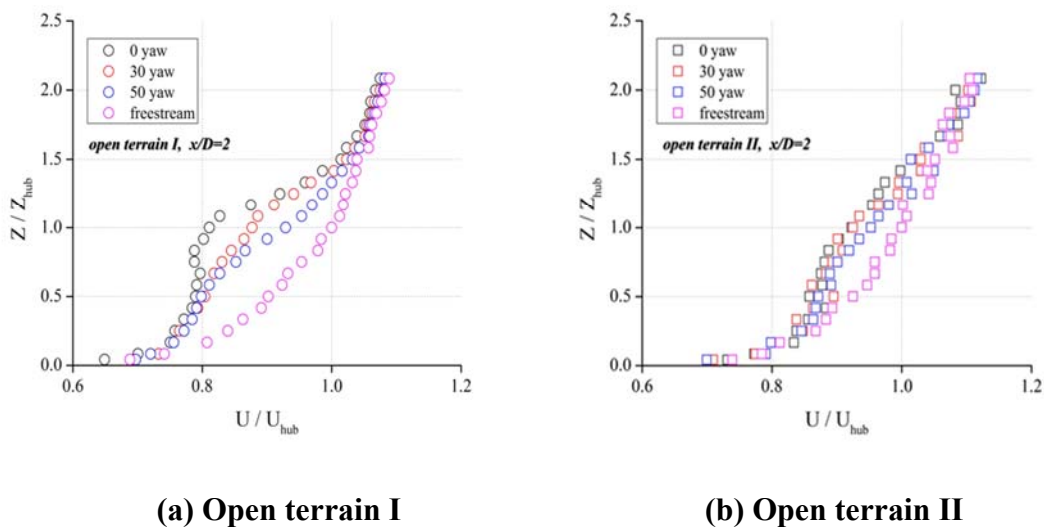 2.5
2.0
1.5
1.0
0.5
0.0
0.6
0.8
1.0
1.2
Z / Z_hub
U / U_hub
0 yaw
30 yaw
50 yaw
freestream
open terrain I, x/D=2
(a) Open terrain I
2.5
2.0
1.5
1.0
0.5
0.0
0.6
0.8
1.0
1.2
Z / Z_hub
U / U_hub
0 yaw
30 yaw
50 yaw
freestream
open terrain II, x/D=2
(b) Open terrain II